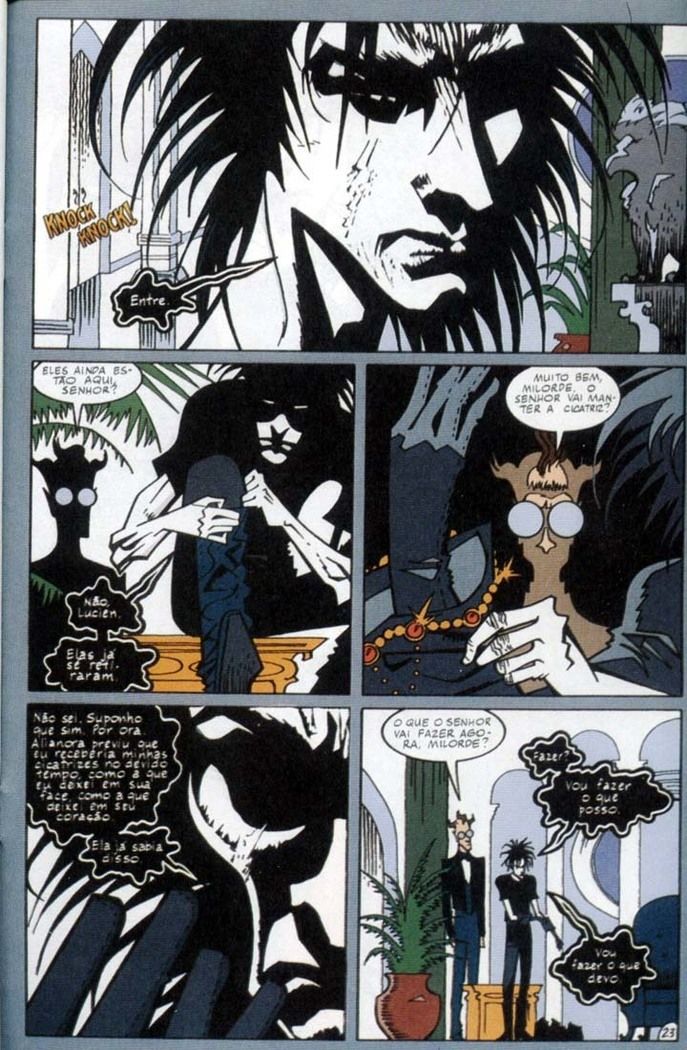 KNOCK
KNOCK!
Entre.
ELES AINDA ES-
TÃO AQUI,
SENHOR?
Não,
Lucien.
Elas já
se reti-
raram.
MUITO BEM,
MILORDE. O
SENHOR VAI MAN-
TER A CICATRIZ?
Não sei. Suponho
que sim. Por ora
Alianora previu que
eu receberia minhas
cicatrizes no devido
tempo, como a que
eu deixei em sua
face, como a que
deixei em seu
coração.
Ela já sabia
disso.
O QUE O SENHOR
VAI FAZER AGO-
RA, MILORDE?
Fazer?
Vou fazer
o que
posso.
Vou
fazer o que
devo.
23